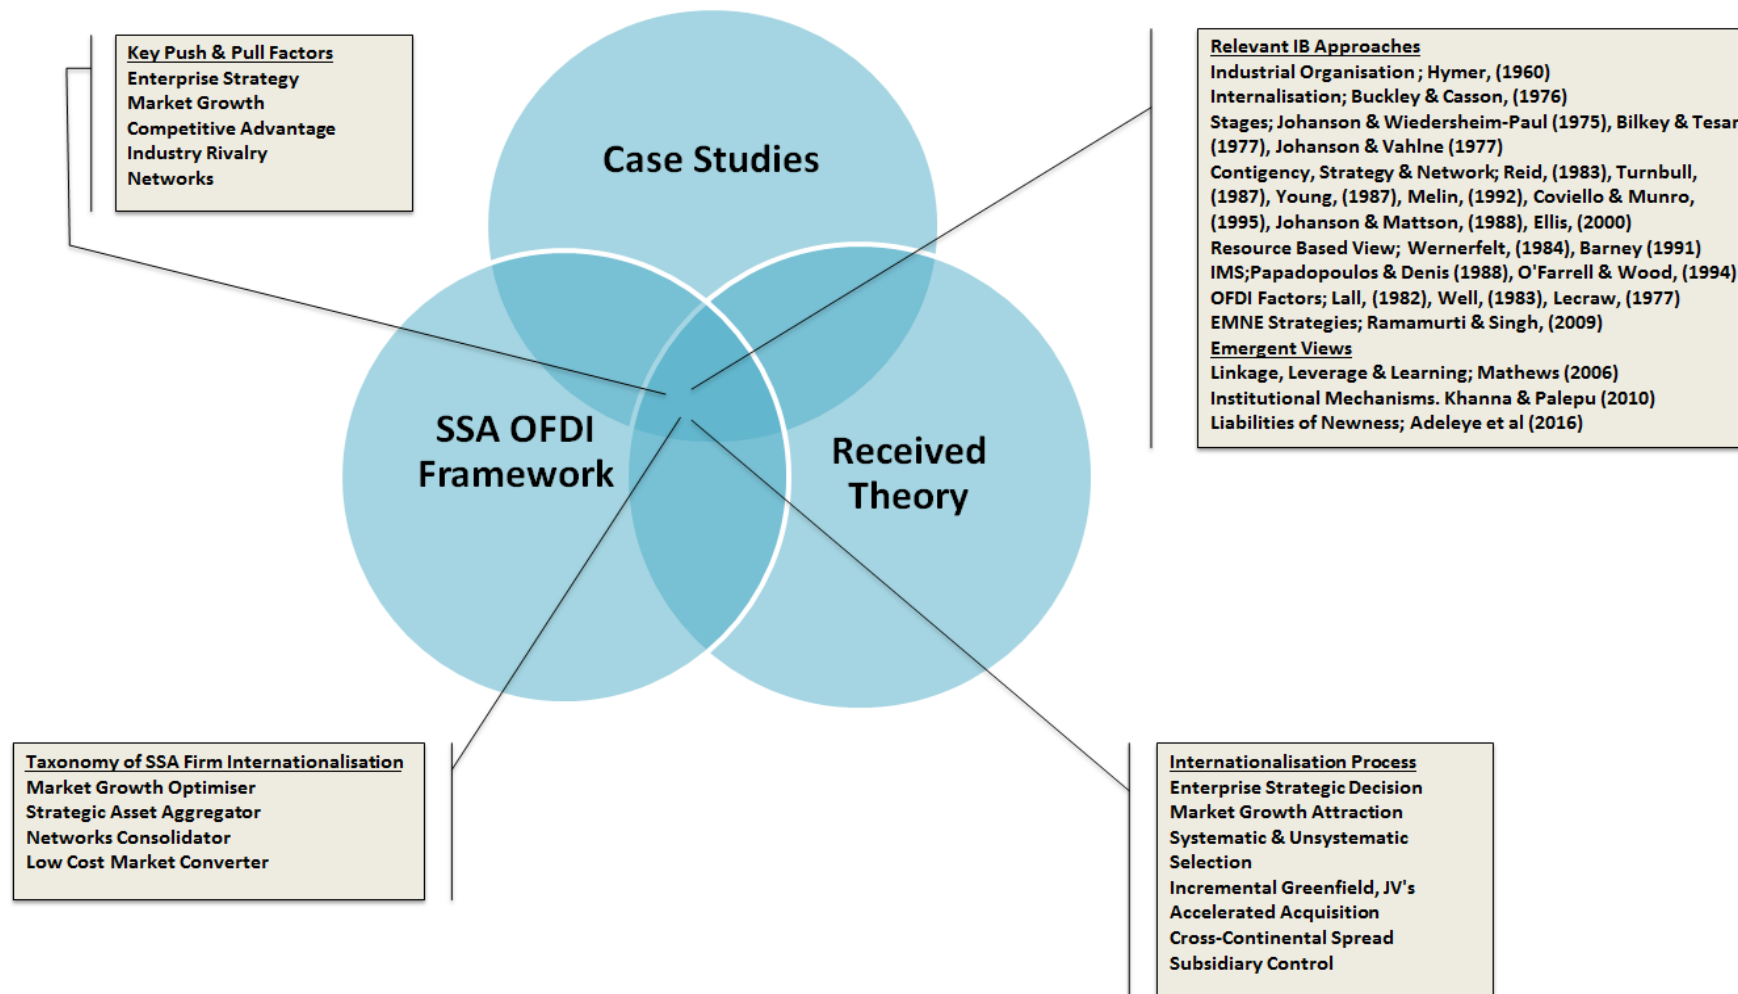 Key Push & Pull Factors
Enterprise Strategy
Market Growth
Competitive Advantage
Industry Rivalry
Networks
Case Studies
SSA OFDI
Framework
Received
Theory
Relevant IB Approaches
Industrial Organisation ; Hymer, (1960)
Internalisation; Buckley & Casson, (1976)
Stages; Johanson & Wiedersheim-Paul (1975), Bilkey & Tesar
(1977), Johanson & Vahlne (1977)
Contigency, Strategy & Network; Reid, (1983), Turnbull,
(1987), Young, (1987), Melin, (1992), Coviello & Munro,
(1995), Johanson & Mattson, (1988), Ellis, (2000)
Resource Based View; Wernerfelt, (1984), Barney (1991)
IMS;Papadopoulos & Denis (1988), O'Farrell & Wood, (1994)
OFDI Factors; Lall, (1982), Well, (1983), Lecraw, (1977)
EMNE Strategies; Ramamurti & Singh, (2009)
Emergent Views
Linkage, Leverage & Learning; Mathews (2006)
Institutional Mechanisms. Khanna & Palepu (2010)
Liabilities of Newness; Adeleye et al (2016)
Taxonomy of SSA Firm Internationalisation
Market Growth Optimiser
Strategic Asset Aggregator
Networks Consolidator
Low Cost Market Converter
Internationalisation Process
Enterprise Strategic Decision
Market Growth Attraction
Systematic & Unsystematic
Selection
Incremental Greenfield, JV's
Accelerated Acquisition
Cross-Continental Spread
Subsidiary Control